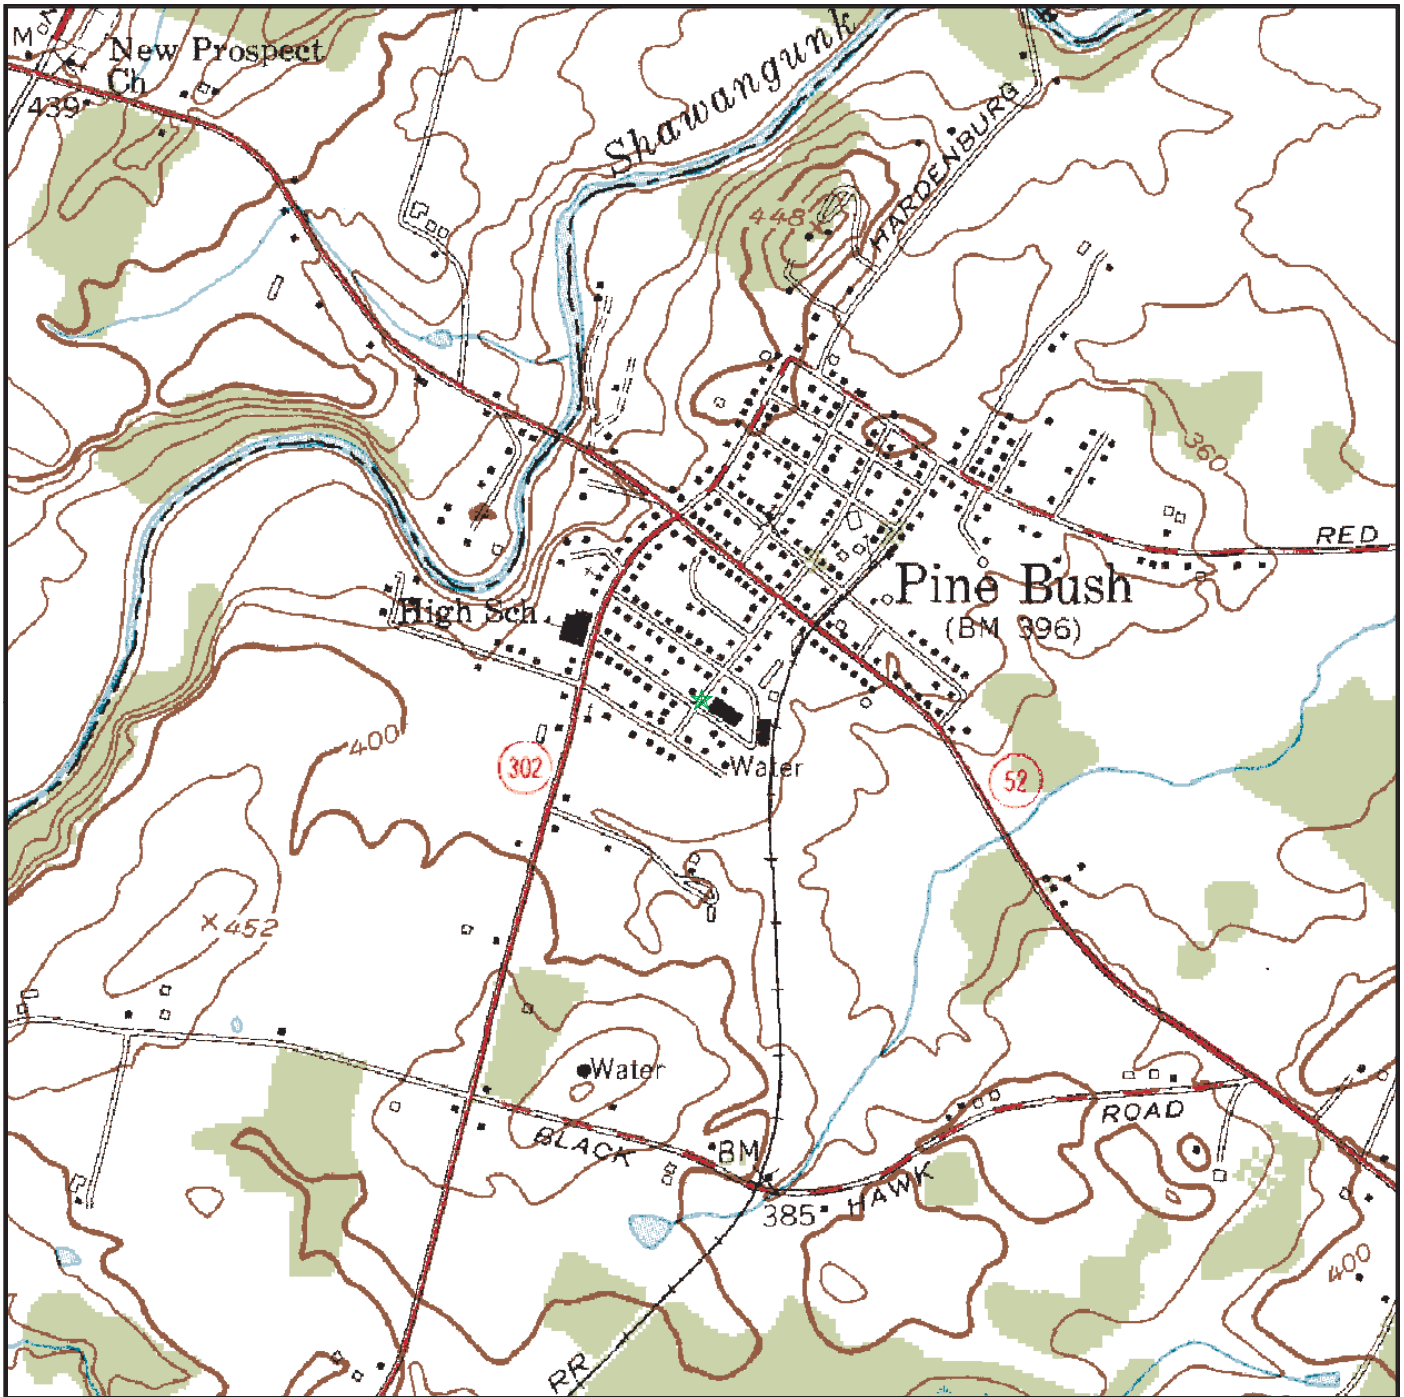 M
New Prospect
Ch
439
Shawangunk
HARDENBURG
448
360
RED
Pine Bush
(BM 396)
High Sch
400
302
Water
52
452
Water
BLACK
BM
HAWK
ROAD
385
400
RR